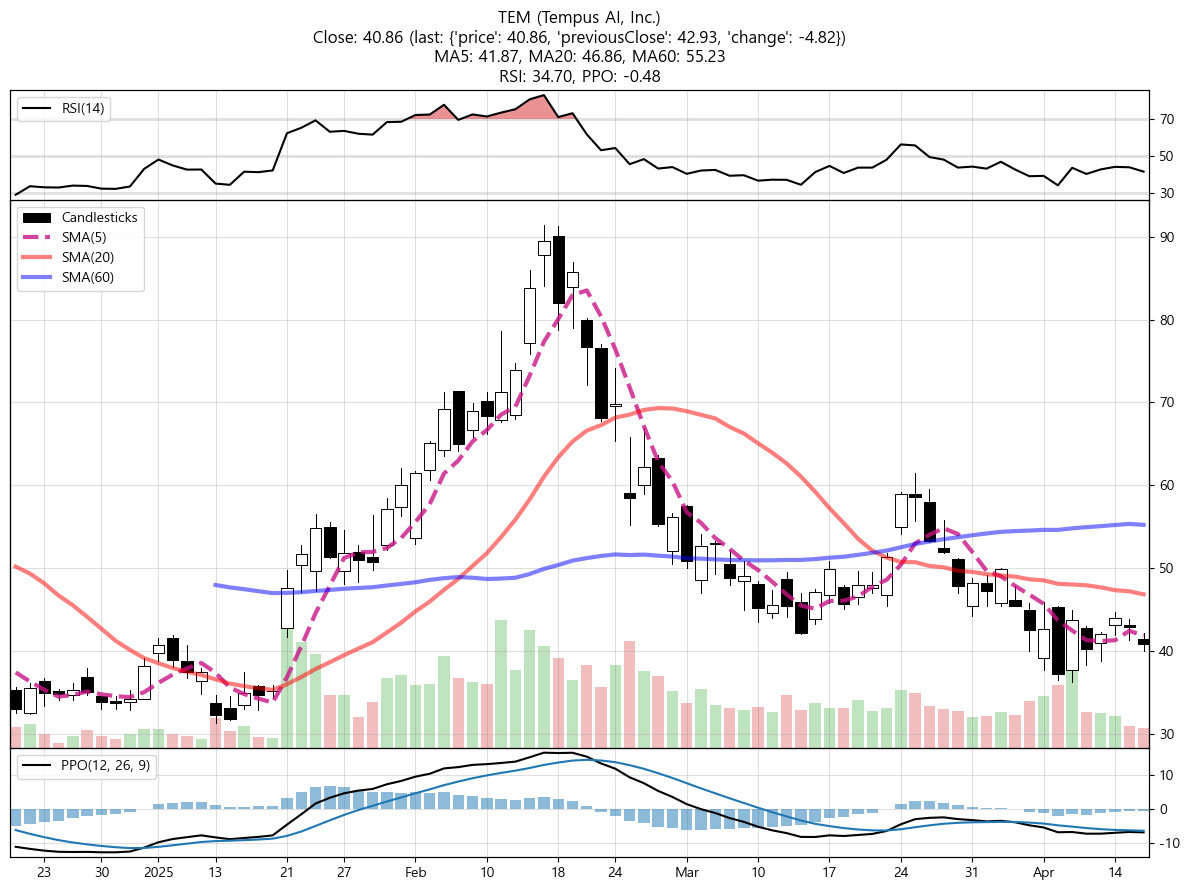 TEM (Tempus AI, Inc.)
Close: 40.86 (last: {'price': 40.86, 'previousClose': 42.93, 'change': -4.82})
MA5: 41.87, MA20: 46.86, MA60: 55.23
RSI: 34.70, PPO: -0.48
RSI(14)
70
50
30
Candlesticks
SMA(5)
SMA(20)
SMA(60)
90
80
70
60
50
40
30
PPO(12, 26, 9)
10
0
-10
23 30 2025 13 21 27 Feb 10 18 24 Mar 10 17 24 31 Apr 14